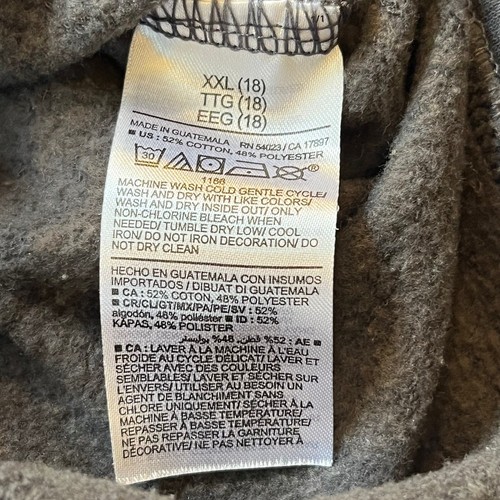 XXL (18)
TTG (18)
EEG (18)
MADE IN GUATEMALA RN 54023 / CA 17897
■ US : 52% COTTON, 48% POLYESTER
30 ®
1166
MACHINE WASH COLD GENTLE CYCLE/
WASH AND DRY WITH LIKE COLORS/
WASH AND DRY INSIDE OUT/ ONLY
NON-CHLORINE BLEACH WHEN
NEEDED/ TUMBLE DRY LOW/ COOL
IRON/ DO NOT IRON DECORATION/ DO
NOT DRY CLEAN
HECHO EN GUATEMALA CON INSUMOS
IMPORTADOS / DIBUAT DI GUATEMALA
■ CA : 52% COTON, 48% POLYESTER
■ CR/CL/GT/MX/PA/PE/SV : 52%
algodón, 48% poliéster ■ ID : 52%
KAPAS, 48% POLISTER
■ AE : 52% قطن, 48% بوليستر
■ CA : LAVER À LA MACHINE À L'EAU
FROIDE AU CYCLE DÉLICAT/ LAVER ET
SÉCHER AVEC DES COULEURS
SEMBLABLES/ LAVER ET SÉCHER SUR
L'ENVERS/ UTILISER AU BESOIN UN
AGENT DE BLANCHIMENT SANS
CHLORE UNIQUEMENT/ SÉCHER À LA
MACHINE À BASSE TEMPÉRATURE/
REPASSER À BASSE TEMPÉRATURE/
NE PAS REPASSER LA GARNITURE
DÉCORATIVE/ NE PAS NETTOYER À